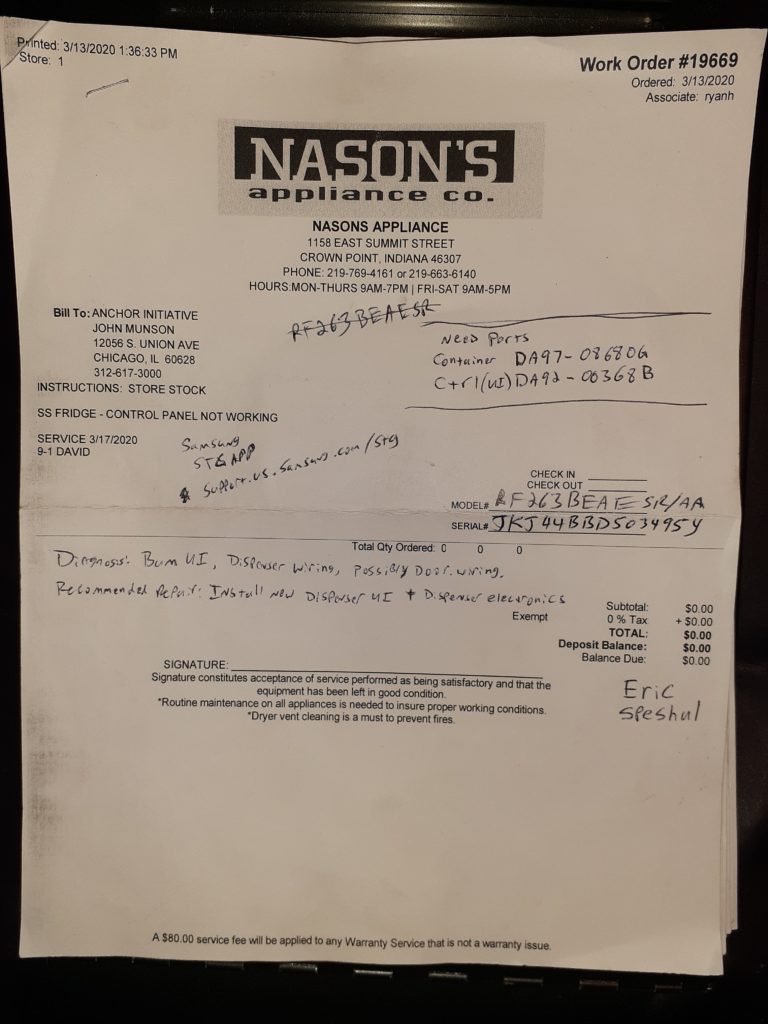 Printed: 3/13/2020 1:36:33 PM
Store: 1
Work Order #19669
Ordered: 3/13/2020
Associate: ryanh
NASON'S
appliance co.
NASONS APPLIANCE
1158 EAST SUMMIT STREET
CROWN POINT, INDIANA 46307
PHONE: 219-769-4161 or 219-663-6140
HOURS:MON-THURS 9AM-7PM | FRI-SAT 9AM-5PM
Bill To: ANCHOR INITIATIVE
JOHN MUNSON
12056 S. UNION AVE
CHICAGO, IL 60628
312-617-3000
INSTRUCTIONS: STORE STOCK
RF263BEAESR
Need Parts
Container DA97-08680G
Ctrl(UI) DA92-00368B
SS FRIDGE - CONTROL PANEL NOT WORKING
SERVICE 3/17/2020
9-1 DAVID
Samsung
STG APP
Support.us.Samsung.com/stg
CHECK IN
CHECK OUT
MODEL# RF263BEAESR/AA
SERIAL# JKJ44BBD503495Y
Total Qty Ordered: 0 0 0
Diagnosis: Bum UI, Dispenser wiring, Possibly Door wiring.
Recommended Repair: Install new Dispenser UI + Dispenser electronics
Exempt
Subtotal: $0.00
0 % Tax + $0.00
TOTAL: $0.00
Deposit Balance: $0.00
Balance Due: $0.00
SIGNATURE:
Signature constitutes acceptance of service performed as being satisfactory and that the
equipment has been left in good condition.
*Routine maintenance on all appliances is needed to insure proper working conditions.
*Dryer vent cleaning is a must to prevent fires.
Eric
Speshul
A $80.00 service fee will be applied to any Warranty Service that is not a warranty issue.